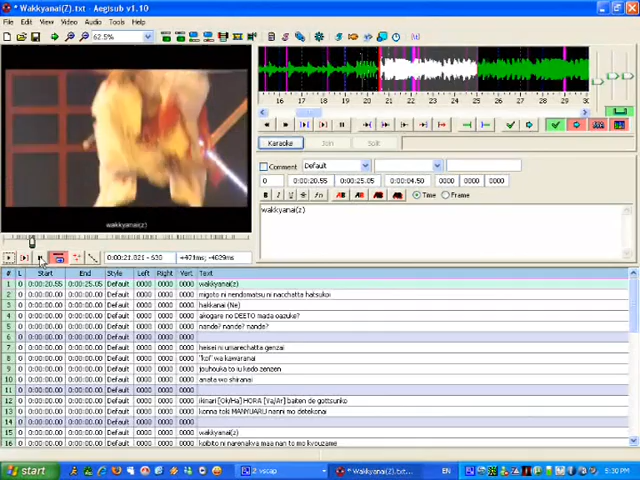 * Wakkyanai(Z).txt - Aegisub v1.10
File Edit View Video Audio Tools Help
62.5%
16 17 18 19 20 21 22 23 24 25 26 27 28 29 30
wakkyanai(z)
Karaoke Join Split
Comment Default
0 0:00:20.55 0:00:25.05 0:00:04.50 0000 0000 0000
B I U S Fn AB AB AB AB Time Frame
wakkyanai(z)
0:00:21.021 - 630 +471ms; -4029ms
# L Start End Style Left Right Vert Text
1 0 0:00:20.55 0:00:25.05 Default 0000 0000 0000 wakkyanai(z)
2 0 0:00:00.00 0:00:00.00 Default 0000 0000 0000 migoto ni nendomatsu ni nacchatta hatsukoi
3 0 0:00:00.00 0:00:00.00 Default 0000 0000 0000 hakkanai (Ne)
4 0 0:00:00.00 0:00:00.00 Default 0000 0000 0000 akogare no DEETO mada oazuke?
5 0 0:00:00.00 0:00:00.00 Default 0000 0000 0000 nande? nande? nande?
6 0 0:00:00.00 0:00:00.00 Default 0000 0000 0000
7 0 0:00:00.00 0:00:00.00 Default 0000 0000 0000 heisei ni umarechatta genzai
8 0 0:00:00.00 0:00:00.00 Default 0000 0000 0000 "koi" wa kawaranai
9 0 0:00:00.00 0:00:00.00 Default 0000 0000 0000 jouhouka to iu kedo zenzen
10 0 0:00:00.00 0:00:00.00 Default 0000 0000 0000 anata wo shiranai
11 0 0:00:00.00 0:00:00.00 Default 0000 0000 0000
12 0 0:00:00.00 0:00:00.00 Default 0000 0000 0000 ikinari [Ok/Ha] HORA [Va/Ar] baiten de gottsunko
13 0 0:00:00.00 0:00:00.00 Default 0000 0000 0000 konna toki MANYUARU nanni mo detekonai
14 0 0:00:00.00 0:00:00.00 Default 0000 0000 0000
15 0 0:00:00.00 0:00:00.00 Default 0000 0000 0000 wakkyanai(z)
16 0 0:00:00.00 0:00:00.00 Default 0000 0000 0000 koibito ni narenakya maa nan to mo kyouzame
start 2 vscap * Wakkyanai(Z).txt... EN 5:30 PM